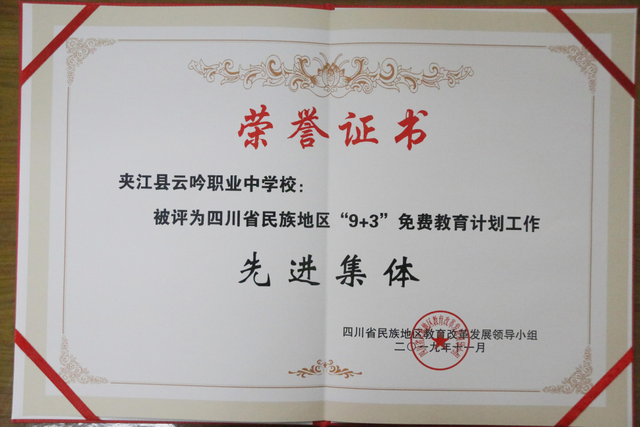 荣誉证书
夹江县云吟职业中学校：
被评为四川省民族地区“9+3”免费教育计划工作
先进集体
四川省民族地区教育改革发展领导小组
二〇一九年十一月